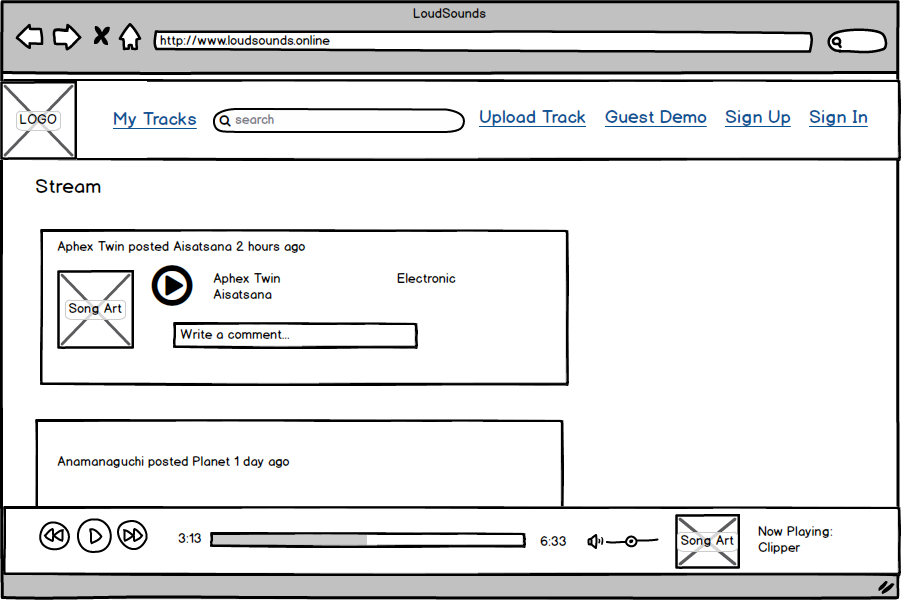 LoudSounds
http://www.loudsounds.online
LOGO
My Tracks
search
Upload Track
Guest Demo
Sign Up
Sign In
Stream
Aphex Twin posted Aisatsana 2 hours ago
Song Art
Aphex Twin
Electronic
Aisatsana
Write a comment...
Anamanaguchi posted Planet 1 day ago
3:13
6:33
Song Art
Now Playing:
Clipper